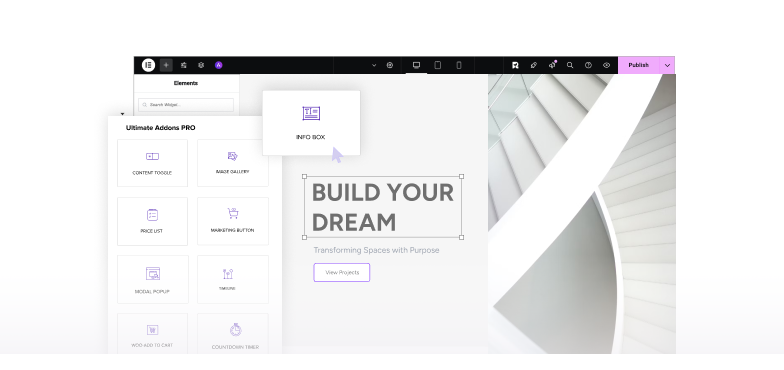 Publish
Elements
Search Widget...
Ultimate Addons PRO
INFO BOX
CONTENT TOGGLE
IMAGE GALLERY
BUILD YOUR
DREAM
PRICE LIST
MARKETING BUTTON
Transforming Spaces with Purpose
View Projects
MODAL POPUP
TIMELINE
WOO ADD TO CART
COUNTDOWN TIMER